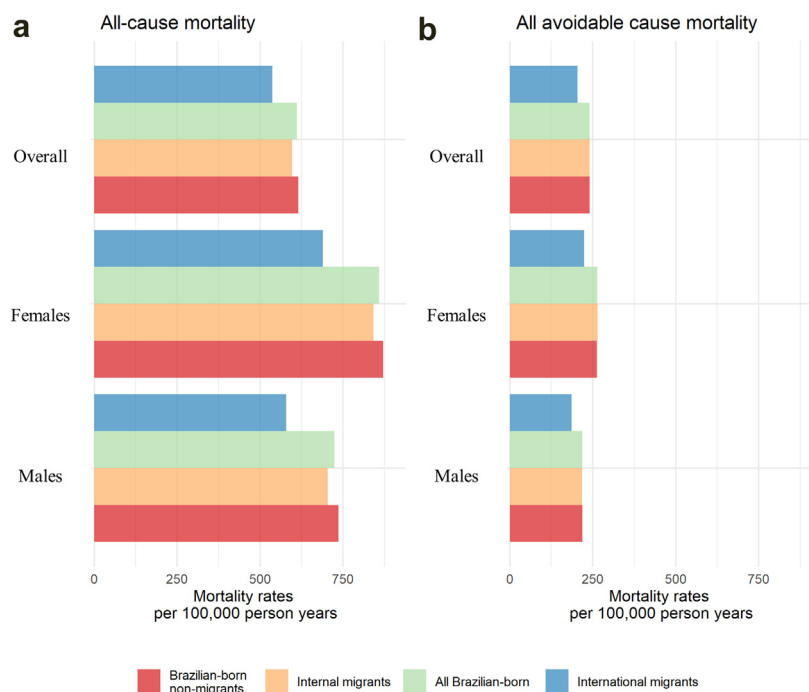 a All-cause mortality
b All avoidable cause mortality
Overall
Females
Males
0 250 500 750
Mortality rates
per 100,000 person years
Overall
Females
Males
0 250 500 750
Mortality rates
per 100,000 person years
Brazilian-born
non-migrants
Internal migrants
All Brazilian-born
International migrants